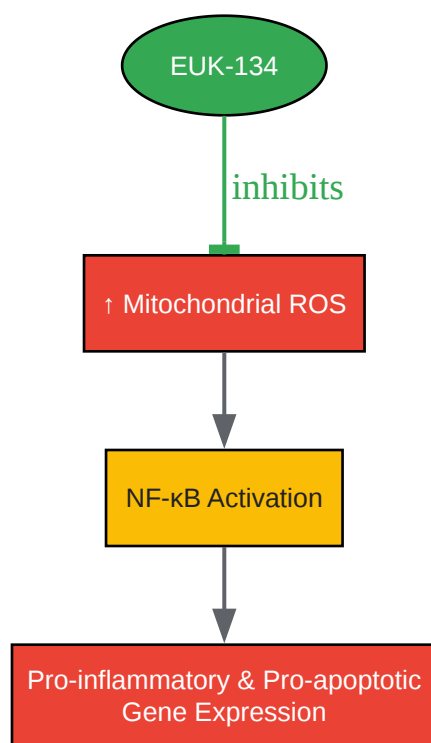 EUK-134
inhibits
↑ Mitochondrial ROS
NF-κB Activation
Pro-inflammatory & Pro-apoptotic
Gene Expression